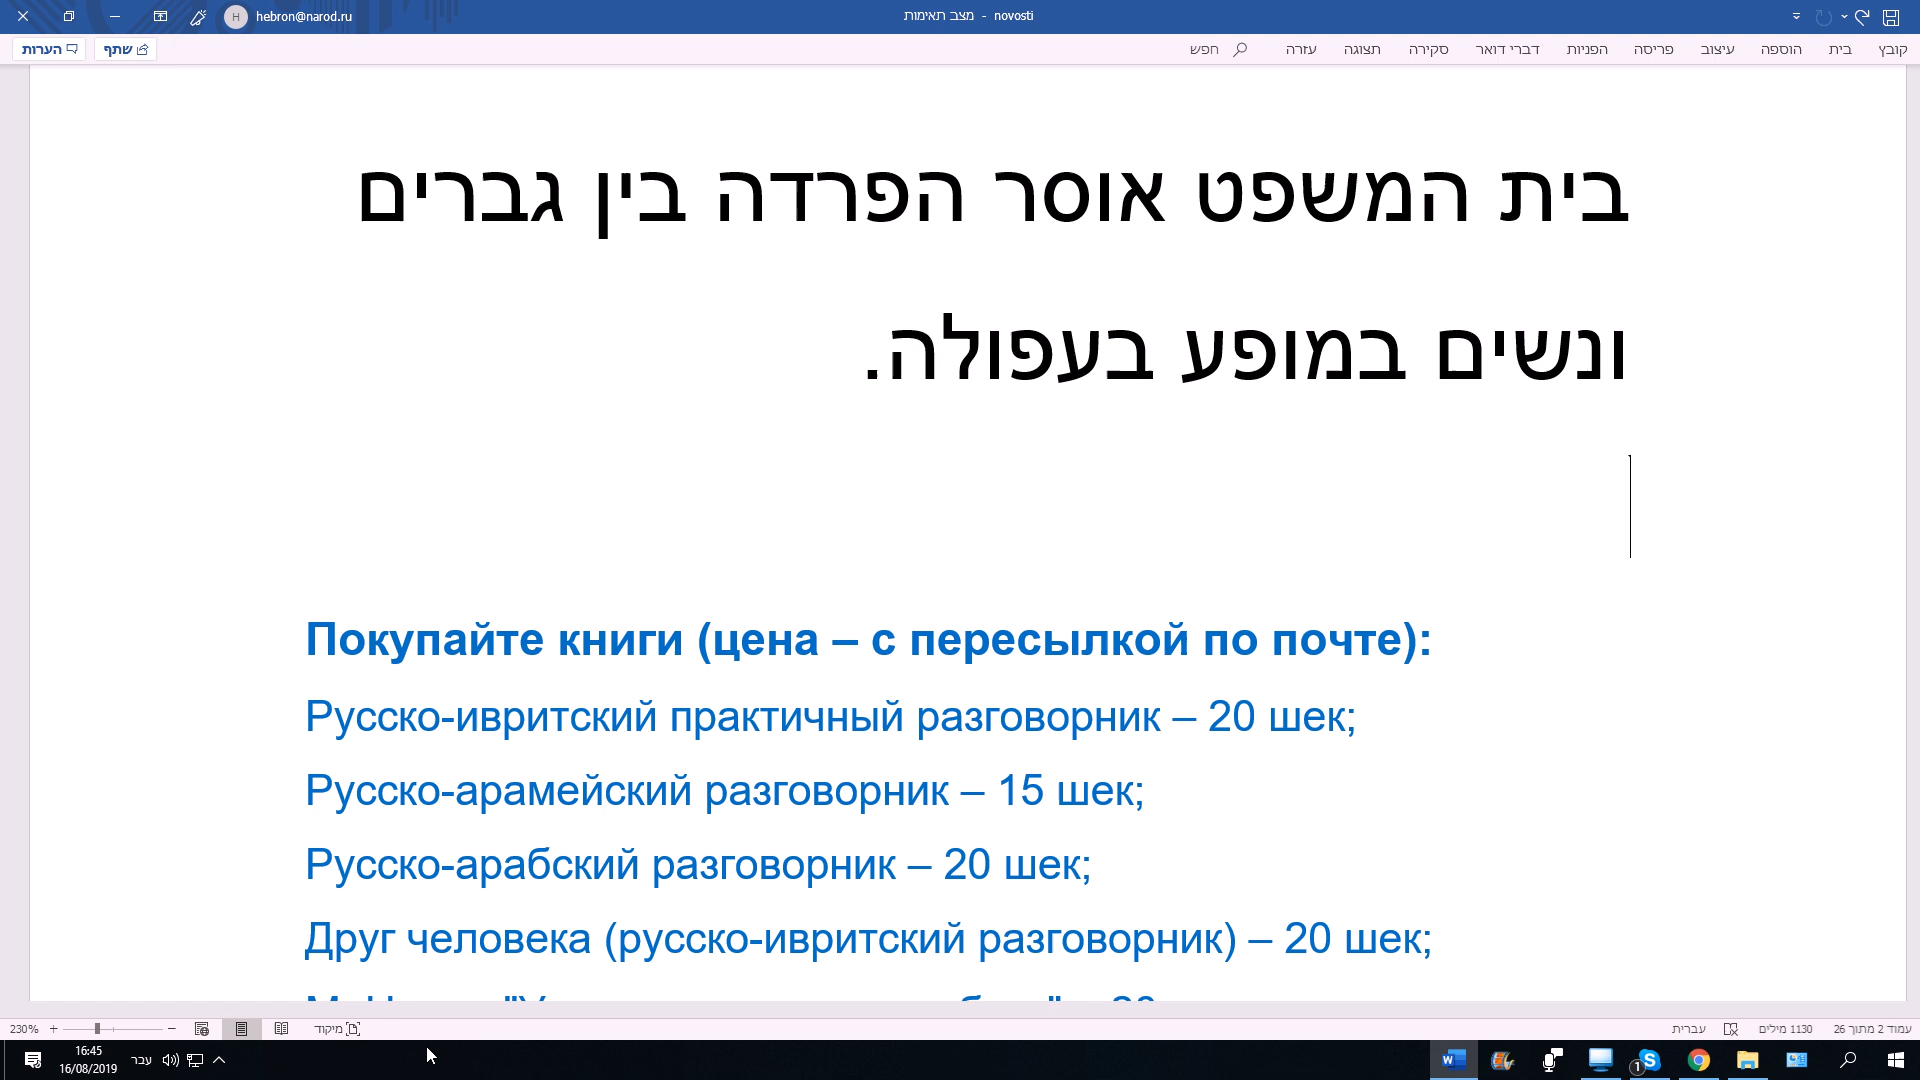 hebron@narod.ru
novosti - מצב תאימות
קובץ בית הוספה עיצוב פריסה הפניות דברי דואר סקירה תצוגה עזרה חפש
שתף הערות
בית המשפט אוסר הפרדה בין גברים
ונשים במופע בעפולה.
Покупайте книги (цена – с пересылкой по почте):
Русско-ивритский практичный разговорник – 20 шек;
Русско-арамейский разговорник – 15 шек;
Русско-арабский разговорник – 20 шек;
Друг человека (русско-ивритский разговорник) – 20 шек;
עמוד 2 מתוך 26 1130 מילים עברית
מיקוד
230%
16:45
16/08/2019
עבר